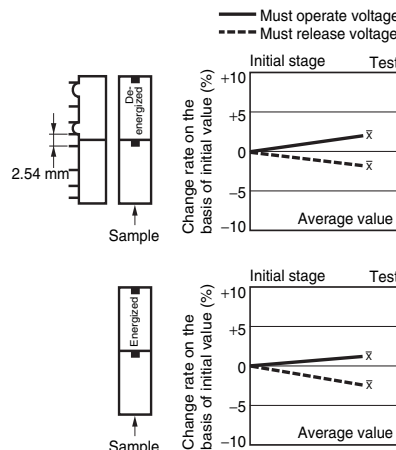 Must operate voltage
Must release voltage
Initial stage Test
De-
energized
2.54 mm
Sample
Change rate on the
basis of initial value (%)
+10
+5
0
−5
−10
x̄
x̄
Average value
Initial stage Test
Energized
Sample
Change rate on the
basis of initial value (%)
+10
+5
0
−5
−10
x̄
x̄
Average value